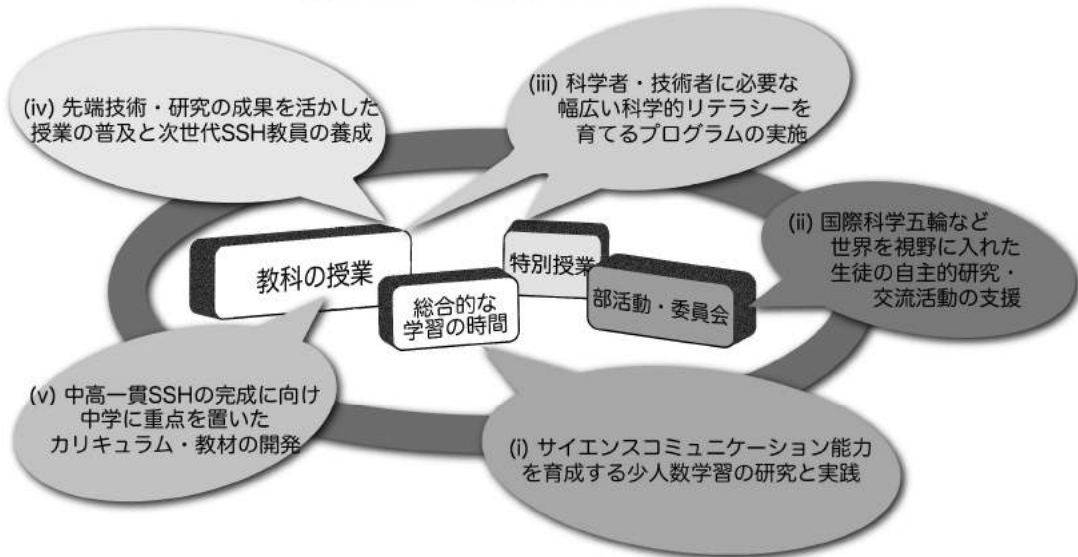 (iv) 先端技術・研究の成果を活かした
授業の普及と次世代SSH教員の養成
(iii) 科学者・技術者に必要な
幅広い科学的リテラシーを
育てるプログラムの実施
(ii) 国際科学五輪など
世界を視野に入れた
生徒の自主的研究・
交流活動の支援
教科の授業
特別授業
総合的な
学習の時間
部活動・委員会
(v) 中高一貫SSHの完成に向け
中学に重点を置いた
カリキュラム・教材の開発
(i) サイエンスコミュニケーション能力
を育成する少人数学習の研究と実践